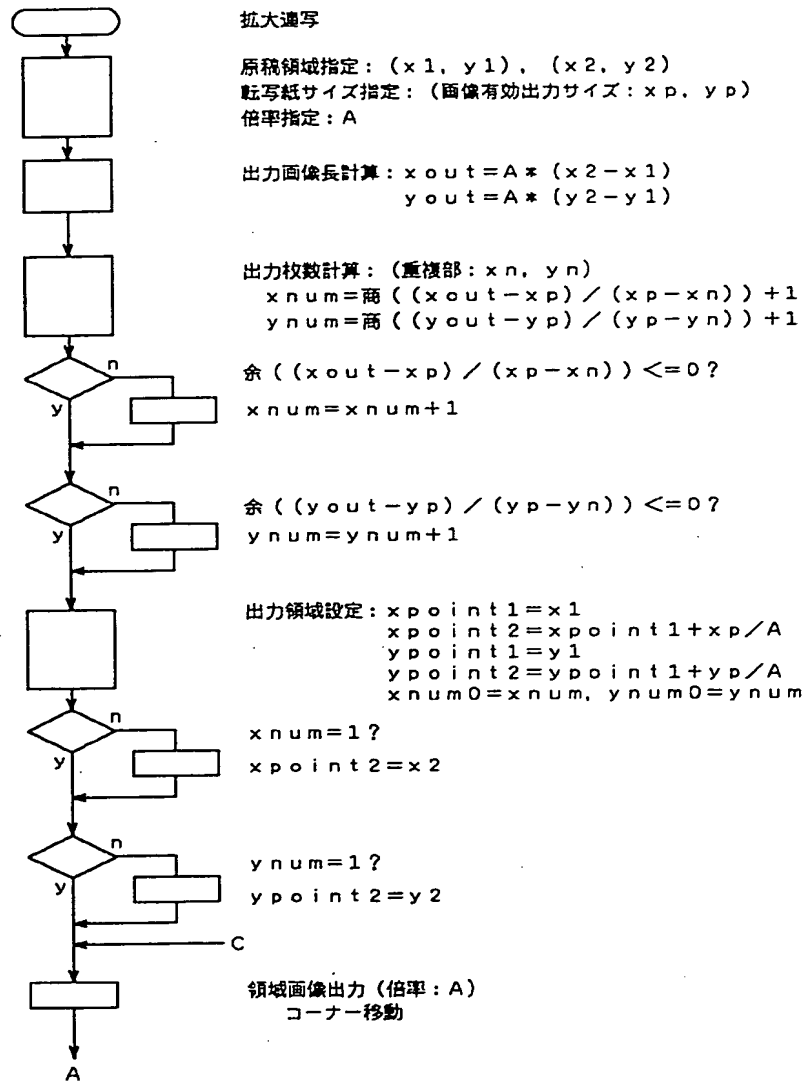 拡大連写
原稿領域指定：（x1，y1），（x2，y2）
転写紙サイズ指定：（画像有効出力サイズ：xp，yp）
倍率指定：A
出力画像長計算：xout=A*（x2-x1）
yout=A*（y2-y1）
出力枚数計算：（重複部：xn，yn）
xnum=商（（xout-xp）／（xp-xn））+1
ynum=商（（yout-yp）／（yp-yn））+1
n
余（（xout-xp）／（xp-xn））<=0？
y
xnum=xnum+1
n
余（（yout-yp）／（yp-yn））<=0？
y
ynum=ynum+1
出力領域設定：xpoint1=x1
xpoint2=xpoint1+xp／A
ypoint1=y1
ypoint2=ypoint1+yp／A
xnum0=xnum，ynum0=ynum
n
xnum=1？
y
xpoint2=x2
n
ynum=1？
y
ypoint2=y2
C
領域画像出力（倍率：A）
コーナー移動
A